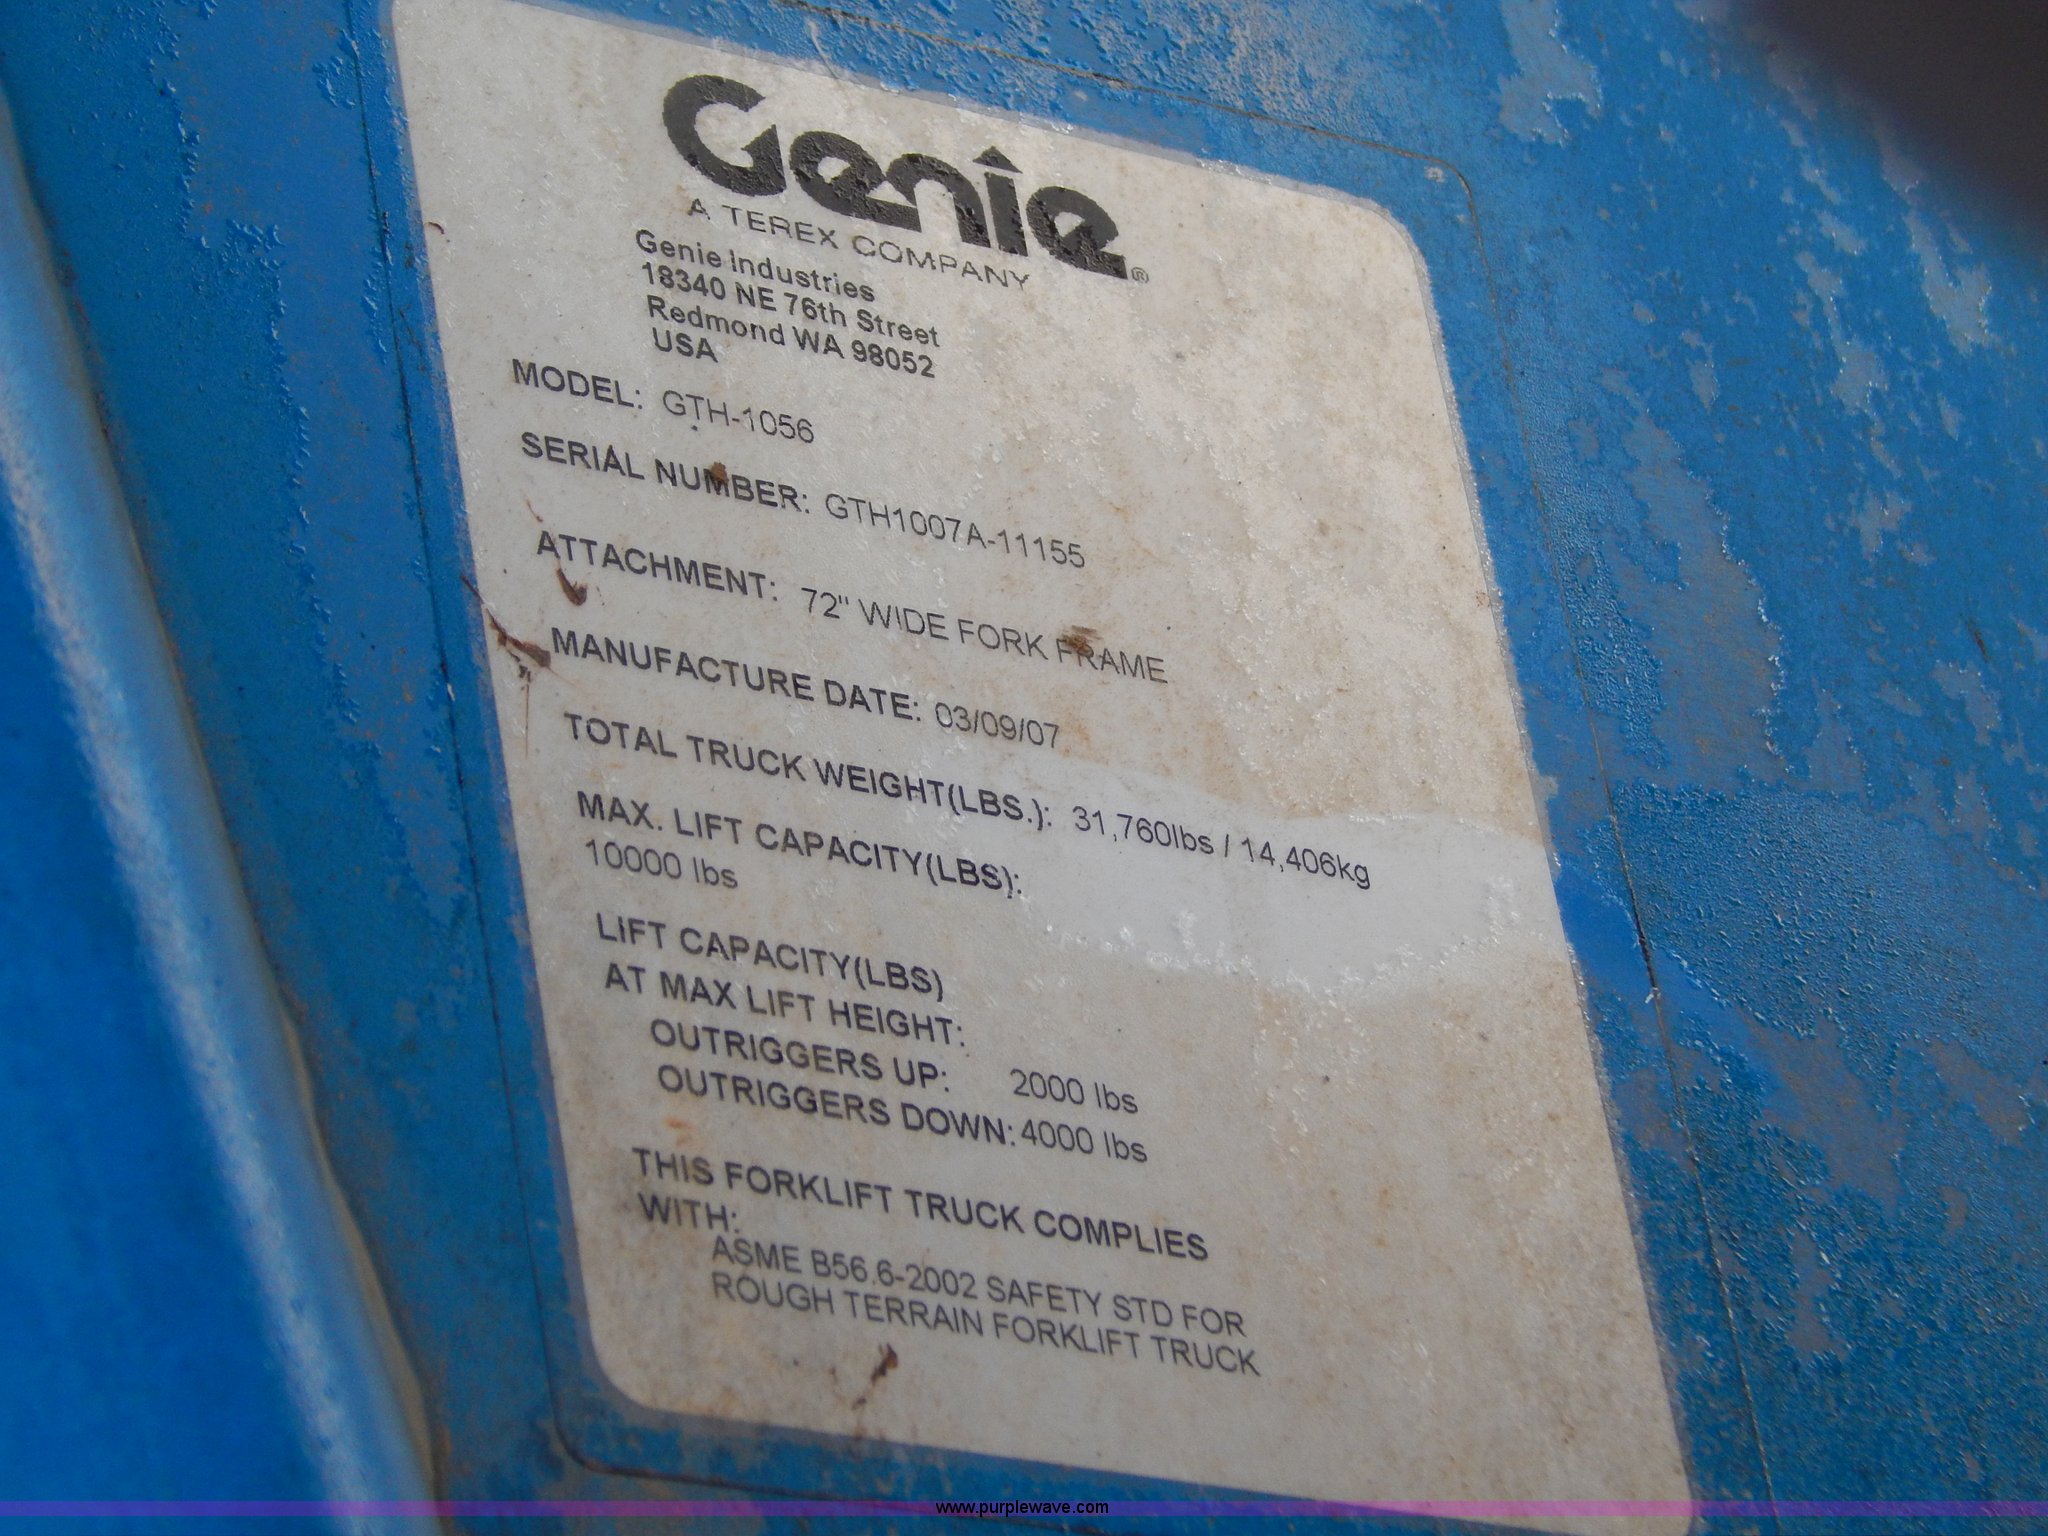 Genie®
A TEREX COMPANY
Genie Industries
18340 NE 76th Street
Redmond WA 98052
USA
MODEL: GTH-1056
SERIAL NUMBER: GTH1007A-11155
ATTACHMENT: 72" WIDE FORK FRAME
MANUFACTURE DATE: 03/09/07
TOTAL TRUCK WEIGHT(LBS.): 31,760lbs / 14,406kg
MAX. LIFT CAPACITY(LBS):
10000 lbs
LIFT CAPACITY(LBS)
AT MAX LIFT HEIGHT:
OUTRIGGERS UP: 2000 lbs
OUTRIGGERS DOWN: 4000 lbs
THIS FORKLIFT TRUCK COMPLIES
WITH:
ASME B56.6-2002 SAFETY STD FOR
ROUGH TERRAIN FORKLIFT TRUCK
www.purplewave.com